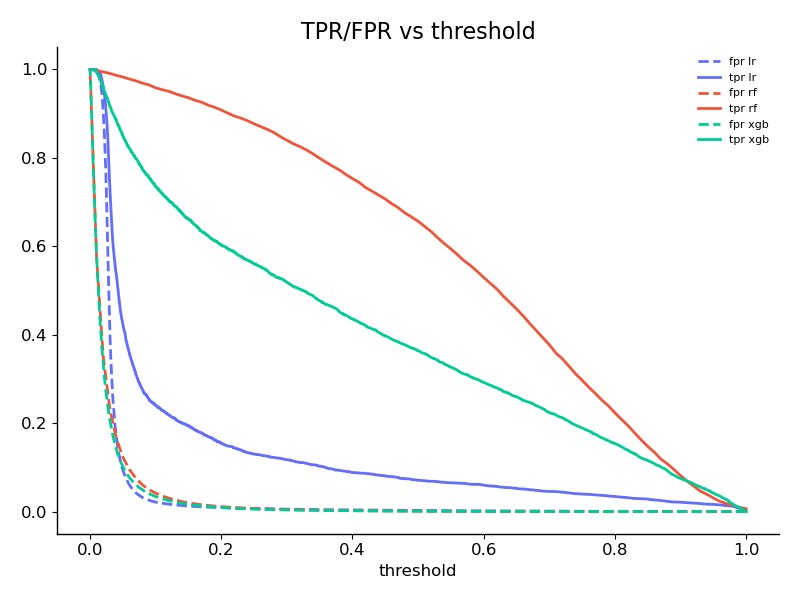 TPR/FPR vs threshold
fpr lr
tpr lr
fpr rf
tpr rf
fpr xgb
tpr xgb
1.0
0.8
0.6
0.4
0.2
0.0
0.0 0.2 0.4 0.6 0.8 1.0
threshold